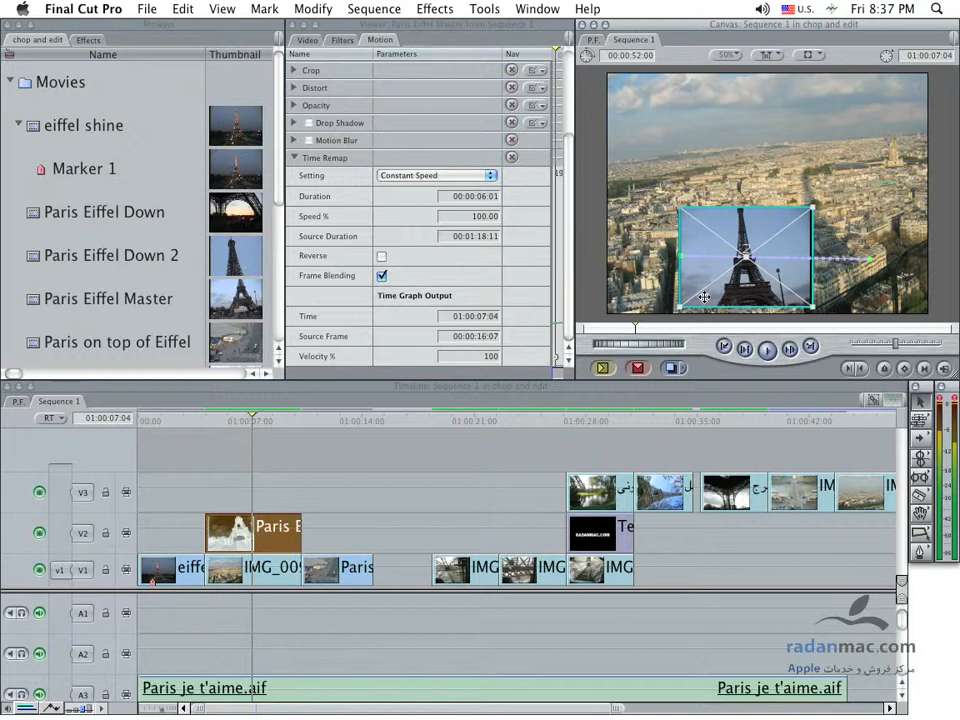 Final Cut Pro File Edit View Mark Modify Sequence Effects Tools Window Help U.S. Fri 8:37 PM
Browser
chop and edit Effects
Name Thumbnail
Movies
eiffel shine
Marker 1
Paris Eiffel Down
Paris Eiffel Down 2
Paris Eiffel Master
Paris on top of Eiffel
Viewer: Paris Eiffel Master from Sequence 1
Video Filters Motion
Name Parameters Nav
Crop
Distort
Opacity
Drop Shadow
Motion Blur
Time Remap
Setting Constant Speed
Duration 00:00:06:01
Speed % 100.00
Source Duration 00:01:18:11
Reverse
Frame Blending
Time Graph Output
Time 01:00:07:04
Source Frame 00:00:16:07
Velocity % 100
Canvas: Sequence 1 in chop and edit
P.F. Sequence 1
00:00:52:00 50% 01:00:07:04
Timeline: Sequence 1 in chop and edit
P.F. Sequence 1
RT 01:00:07:04 00:00 01:00:07:04 01:00:14:00 01:00:21:00 01:00:28:00 01:00:35:00 01:00:42:00
V3 IM IM
V2 Paris E Te
RADANMAC.COM
v1 V1 eiffe IMG_009 Paris IMG IMG IMG
A1
A2
A3 Paris je t'aime.aif Paris je t'aime.aif
radanmac.com
مرکز فروش و خدمات Apple